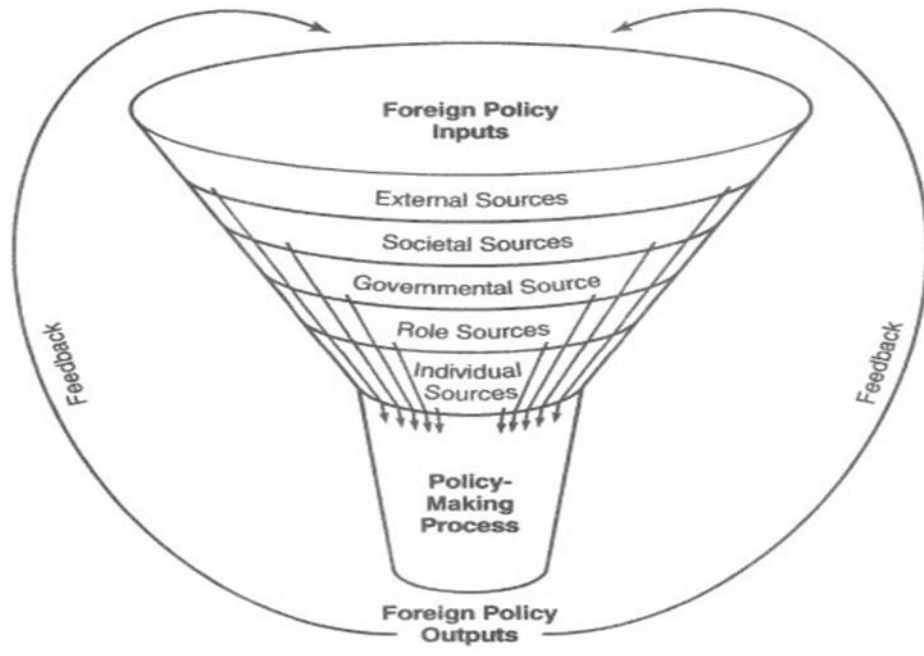 Foreign Policy
Inputs
External Sources
Societal Sources
Governmental Source
Role Sources
Individual
Sources
Feedback
Feedback
Policy-
Making
Process
Foreign Policy
Outputs